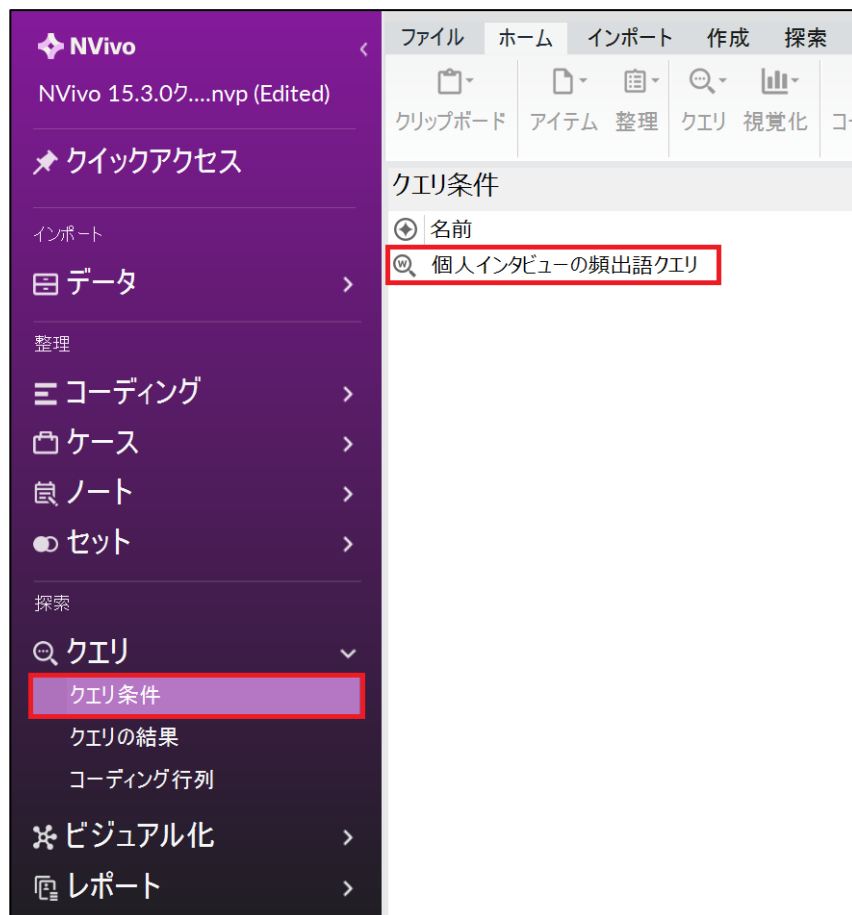 NVivo
NVivo 15.3.0ク....nvp (Edited)
クイックアクセス
インポート
データ
整理
コーディング
ケース
ノート
セット
探索
クエリ
クエリ条件
クエリの結果
コーディング行列
ビジュアル化
レポート
ファイル ホーム インポート 作成 探索
クリップボード アイテム 整理 クエリ 視覚化 コー
クエリ条件
名前
個人インタビューの頻出語クエリ